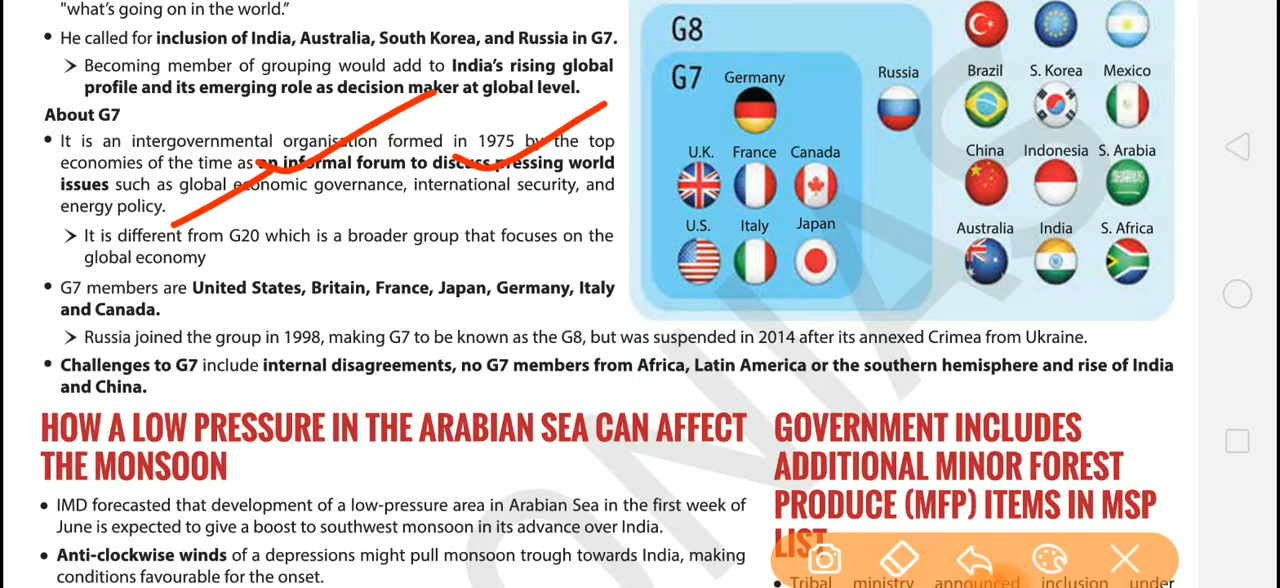 "what's going on in the world."
• He called for inclusion of India, Australia, South Korea, and Russia in G7.
➢ Becoming member of grouping would add to India's rising global
profile and its emerging role as decision maker at global level.
About G7
• It is an intergovernmental organisation formed in 1975 by the top
economies of the time as an informal forum to discuss pressing world
issues such as global economic governance, international security, and
energy policy.
➢ It is different from G20 which is a broader group that focuses on the
global economy
• G7 members are United States, Britain, France, Japan, Germany, Italy
and Canada.
➢ Russia joined the group in 1998, making G7 to be known as the G8, but was suspended in 2014 after its annexed Crimea from Ukraine.
• Challenges to G7 include internal disagreements, no G7 members from Africa, Latin America or the southern hemisphere and rise of India
and China.
G8
G7
Germany
U.K. France Canada
U.S. Italy Japan
Russia
Brazil S. Korea Mexico
China Indonesia S. Arabia
Australia India S. Africa
HOW A LOW PRESSURE IN THE ARABIAN SEA CAN AFFECT
THE MONSOON
• IMD forecasted that development of a low-pressure area in Arabian Sea in the first week of
June is expected to give a boost to southwest monsoon in its advance over India.
• Anti-clockwise winds of a depressions might pull monsoon trough towards India, making
conditions favourable for the onset.
GOVERNMENT INCLUDES
ADDITIONAL MINOR FOREST
PRODUCE (MFP) ITEMS IN MSP
LIST
• Tribal ministry announced inclusion under